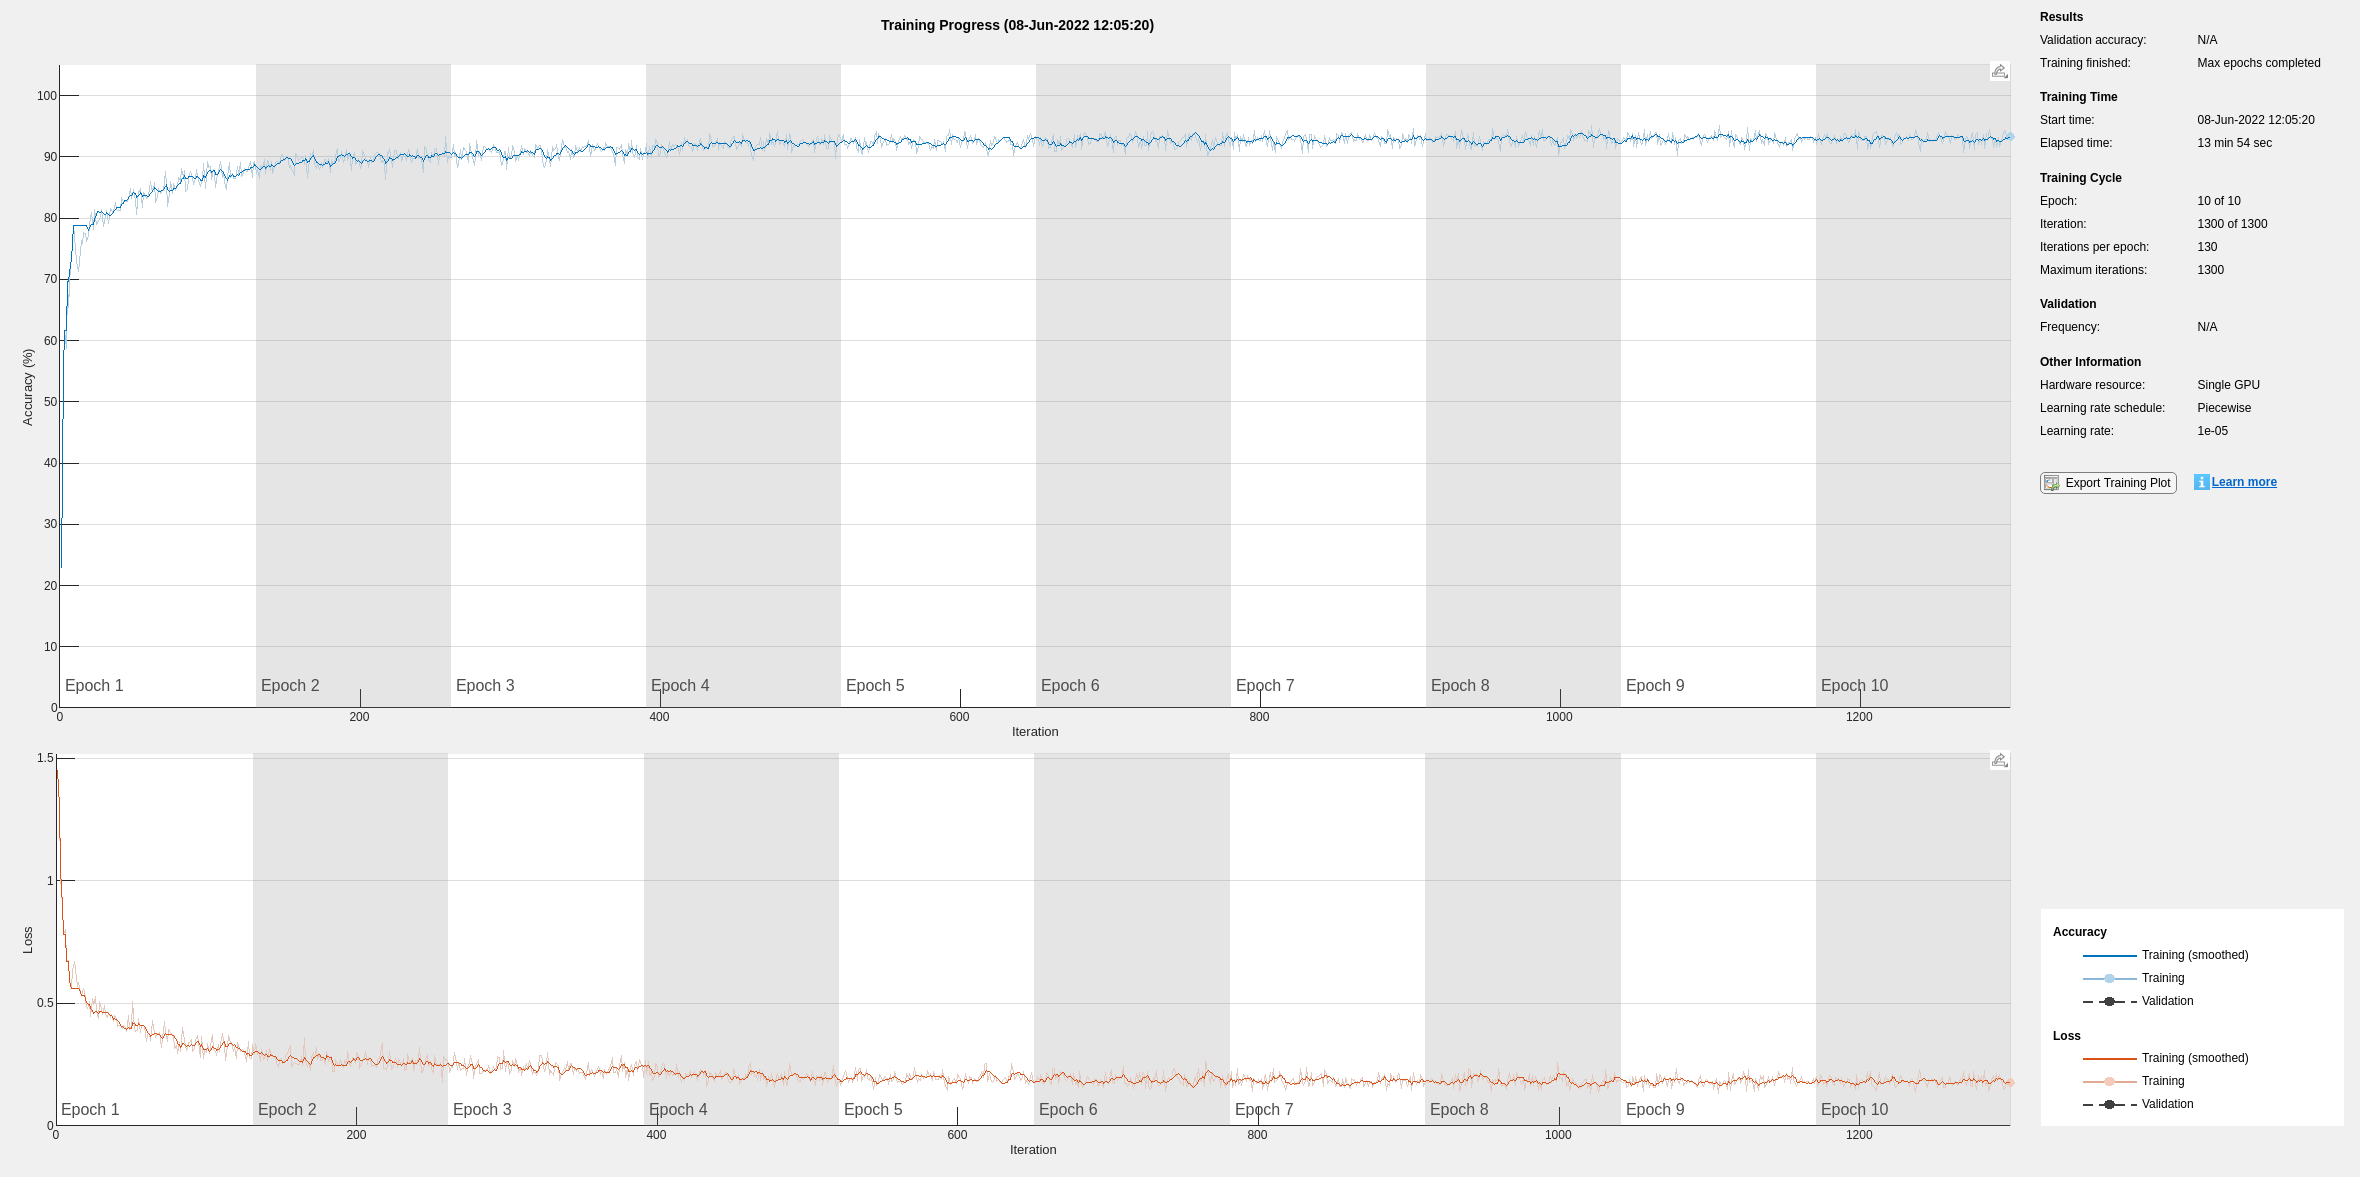 Training Progress (08-Jun-2022 12:05:20)
100
90
80
70
60
50
40
30
20
10
0
Accuracy (%)
Epoch 1 Epoch 2 Epoch 3 Epoch 4 Epoch 5 Epoch 6 Epoch 7 Epoch 8 Epoch 9 Epoch 10
0 200 400 600 800 1000 1200
Iteration
1.5
1
0.5
0
Loss
Epoch 1 Epoch 2 Epoch 3 Epoch 4 Epoch 5 Epoch 6 Epoch 7 Epoch 8 Epoch 9 Epoch 10
0 200 400 600 800 1000 1200
Iteration
Results
Validation accuracy: N/A
Training finished: Max epochs completed
Training Time
Start time: 08-Jun-2022 12:05:20
Elapsed time: 13 min 54 sec
Training Cycle
Epoch: 10 of 10
Iteration: 1300 of 1300
Iterations per epoch: 130
Maximum iterations: 1300
Validation
Frequency: N/A
Other Information
Hardware resource: Single GPU
Learning rate schedule: Piecewise
Learning rate: 1e-05
Export Training Plot Learn more
Accuracy
Training (smoothed)
Training
Validation
Loss
Training (smoothed)
Training
Validation